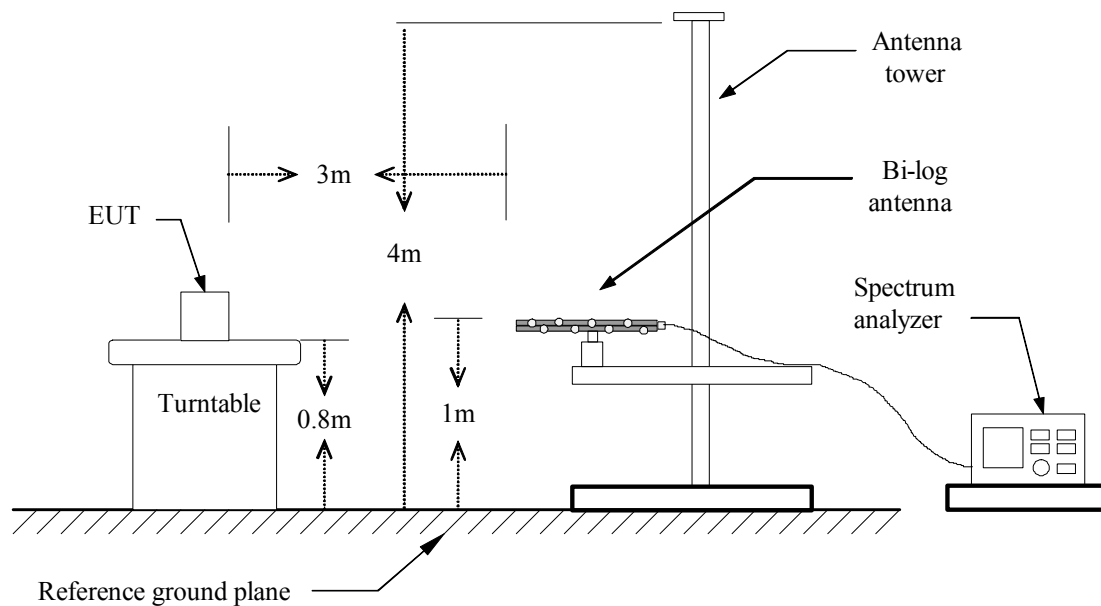 Antenna
tower
3m
Bi-log
antenna
EUT
4m
Spectrum
analyzer
Turntable
0.8m
1m
Reference ground plane